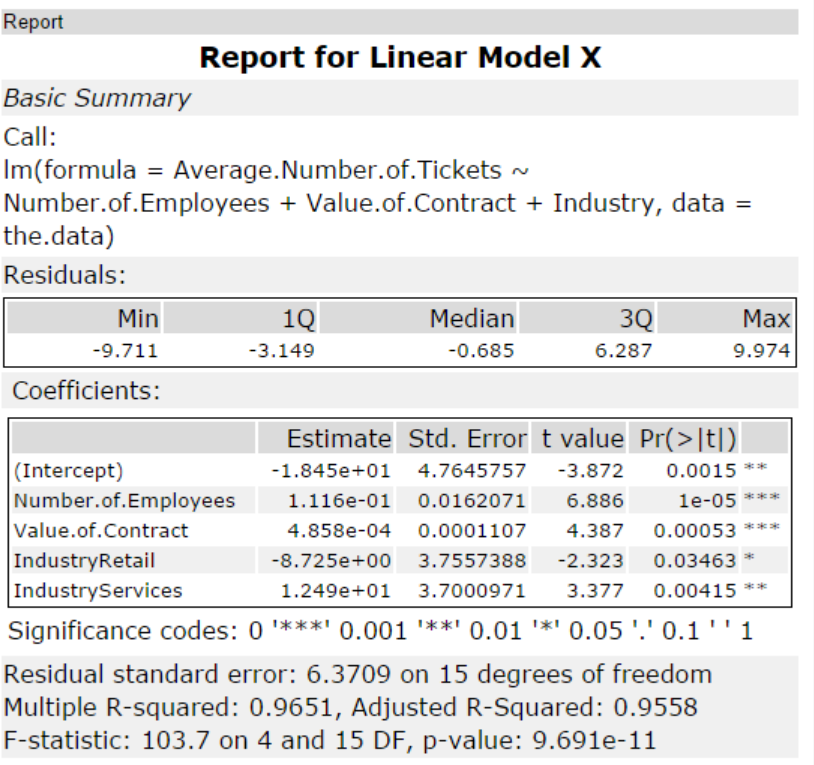 Report
Report for Linear Model X
Basic Summary
Call:
lm(formula = Average.Number.of.Tickets ~
Number.of.Employees + Value.of.Contract + Industry, data =
the.data)
Residuals:
Min 1Q Median 3Q Max
-9.711 -3.149 -0.685 6.287 9.974
Coefficients:
Estimate Std. Error t value Pr(>|t|)
(Intercept) -1.845e+01 4.7645757 -3.872 0.0015 **
Number.of.Employees 1.116e-01 0.0162071 6.886 1e-05 ***
Value.of.Contract 4.858e-04 0.0001107 4.387 0.00053 ***
IndustryRetail -8.725e+00 3.7557388 -2.323 0.03463 *
IndustryServices 1.249e+01 3.7000971 3.377 0.00415 **
Significance codes: 0 '***' 0.001 '**' 0.01 '*' 0.05 '.' 0.1 ' ' 1
Residual standard error: 6.3709 on 15 degrees of freedom
Multiple R-squared: 0.9651, Adjusted R-Squared: 0.9558
F-statistic: 103.7 on 4 and 15 DF, p-value: 9.691e-11